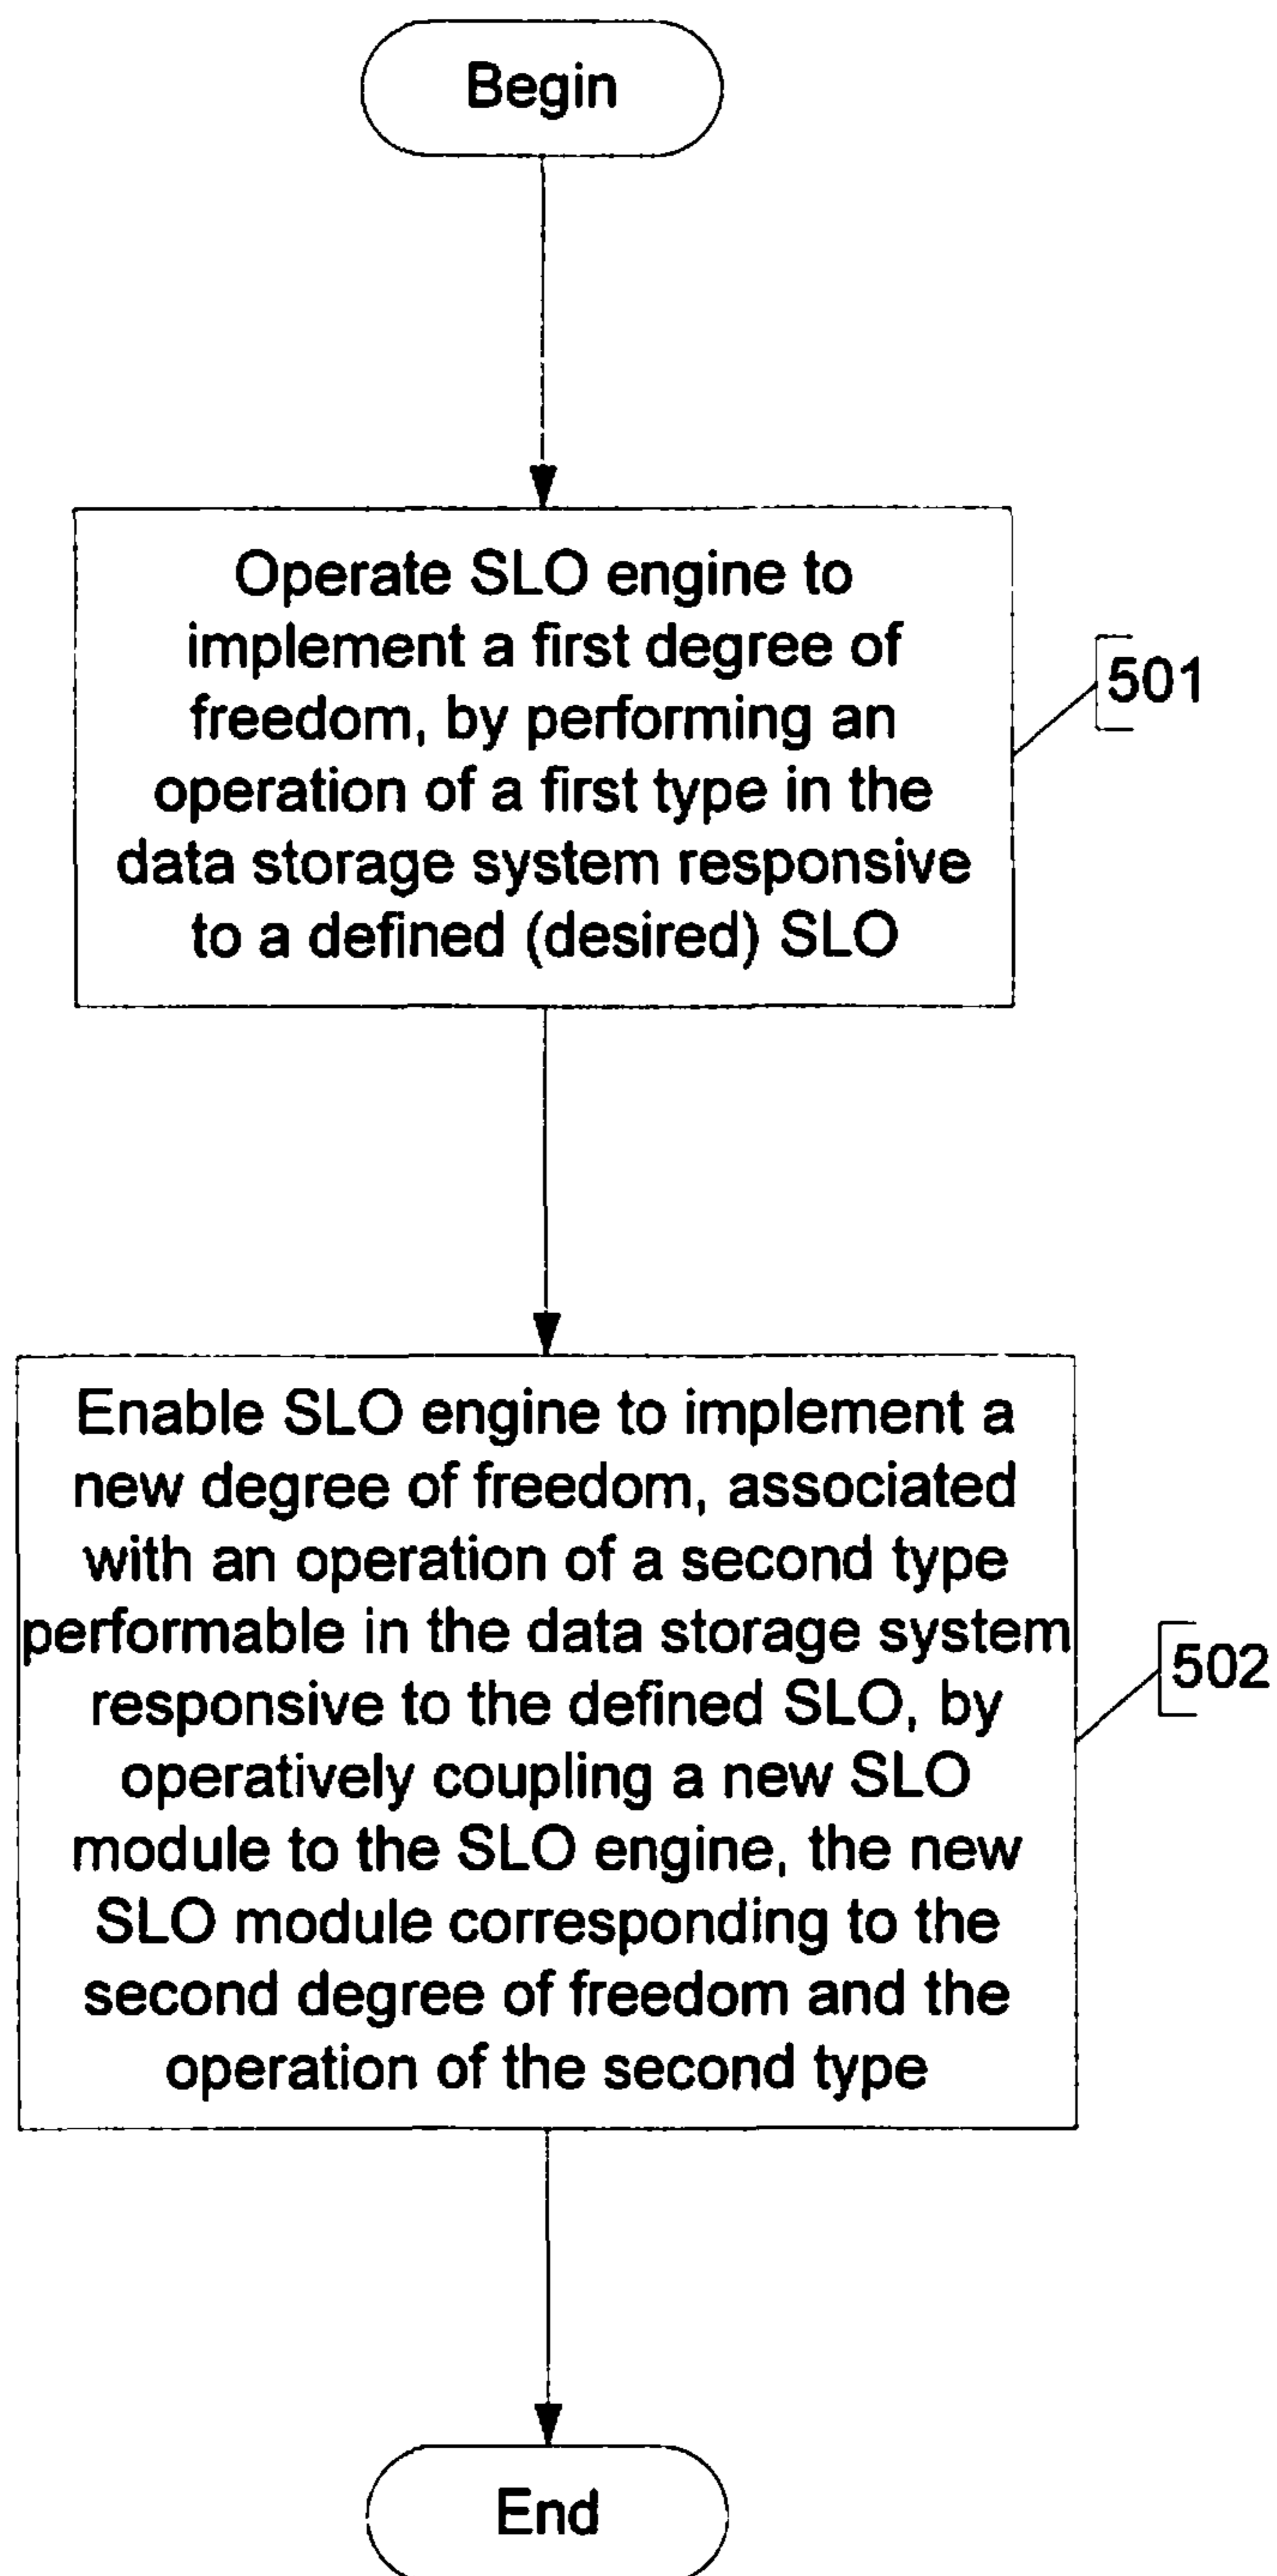 Begin
Operate SLO engine to
implement a first degree of
freedom, by performing an
operation of a first type in the
data storage system responsive
to a defined (desired) SLO
501
Enable SLO engine to implement a
new degree of freedom, associated
with an operation of a second type
performable in the data storage system
responsive to the defined SLO, by
operatively coupling a new SLO
module to the SLO engine, the new
SLO module corresponding to the
second degree of freedom and the
operation of the second type
502
End